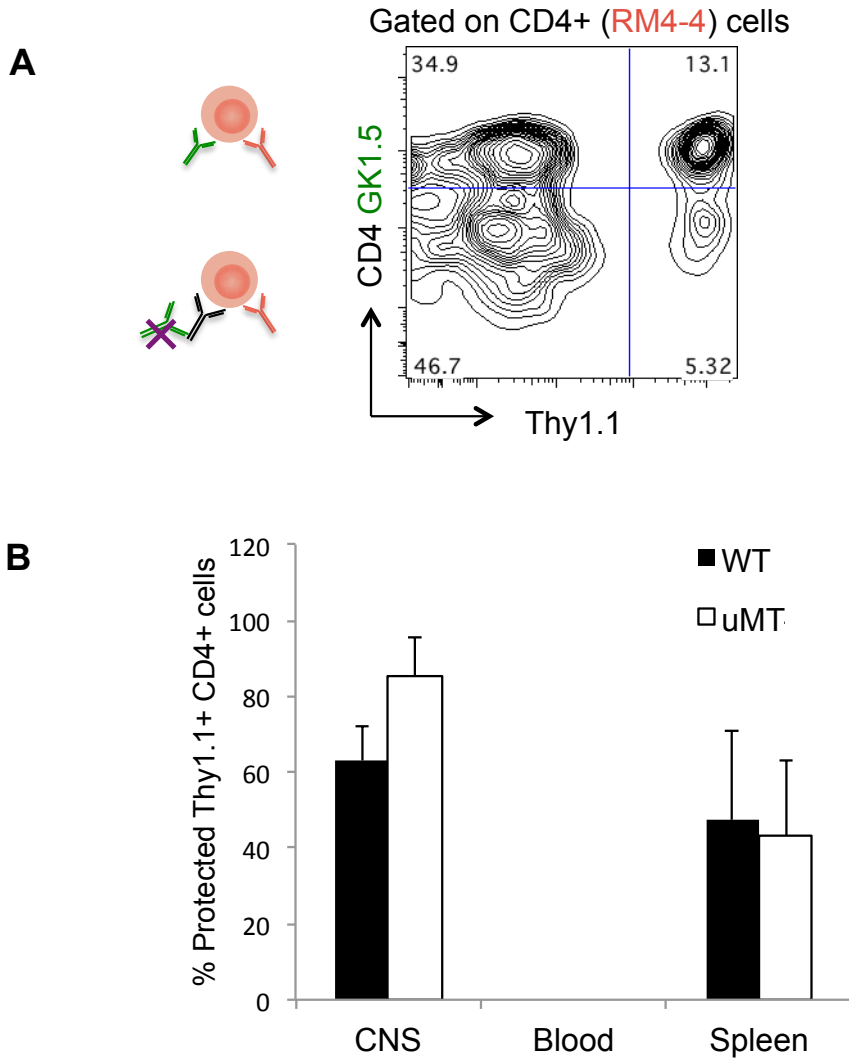 Gated on CD4+ (RM4-4) cells
A
34.9 13.1
CD4 GK1.5
46.7 5.32
Thy1.1
B
% Protected Thy1.1+ CD4+ cells
120
100
80
60
40
20
0
WT
uMT
CNS Blood Spleen